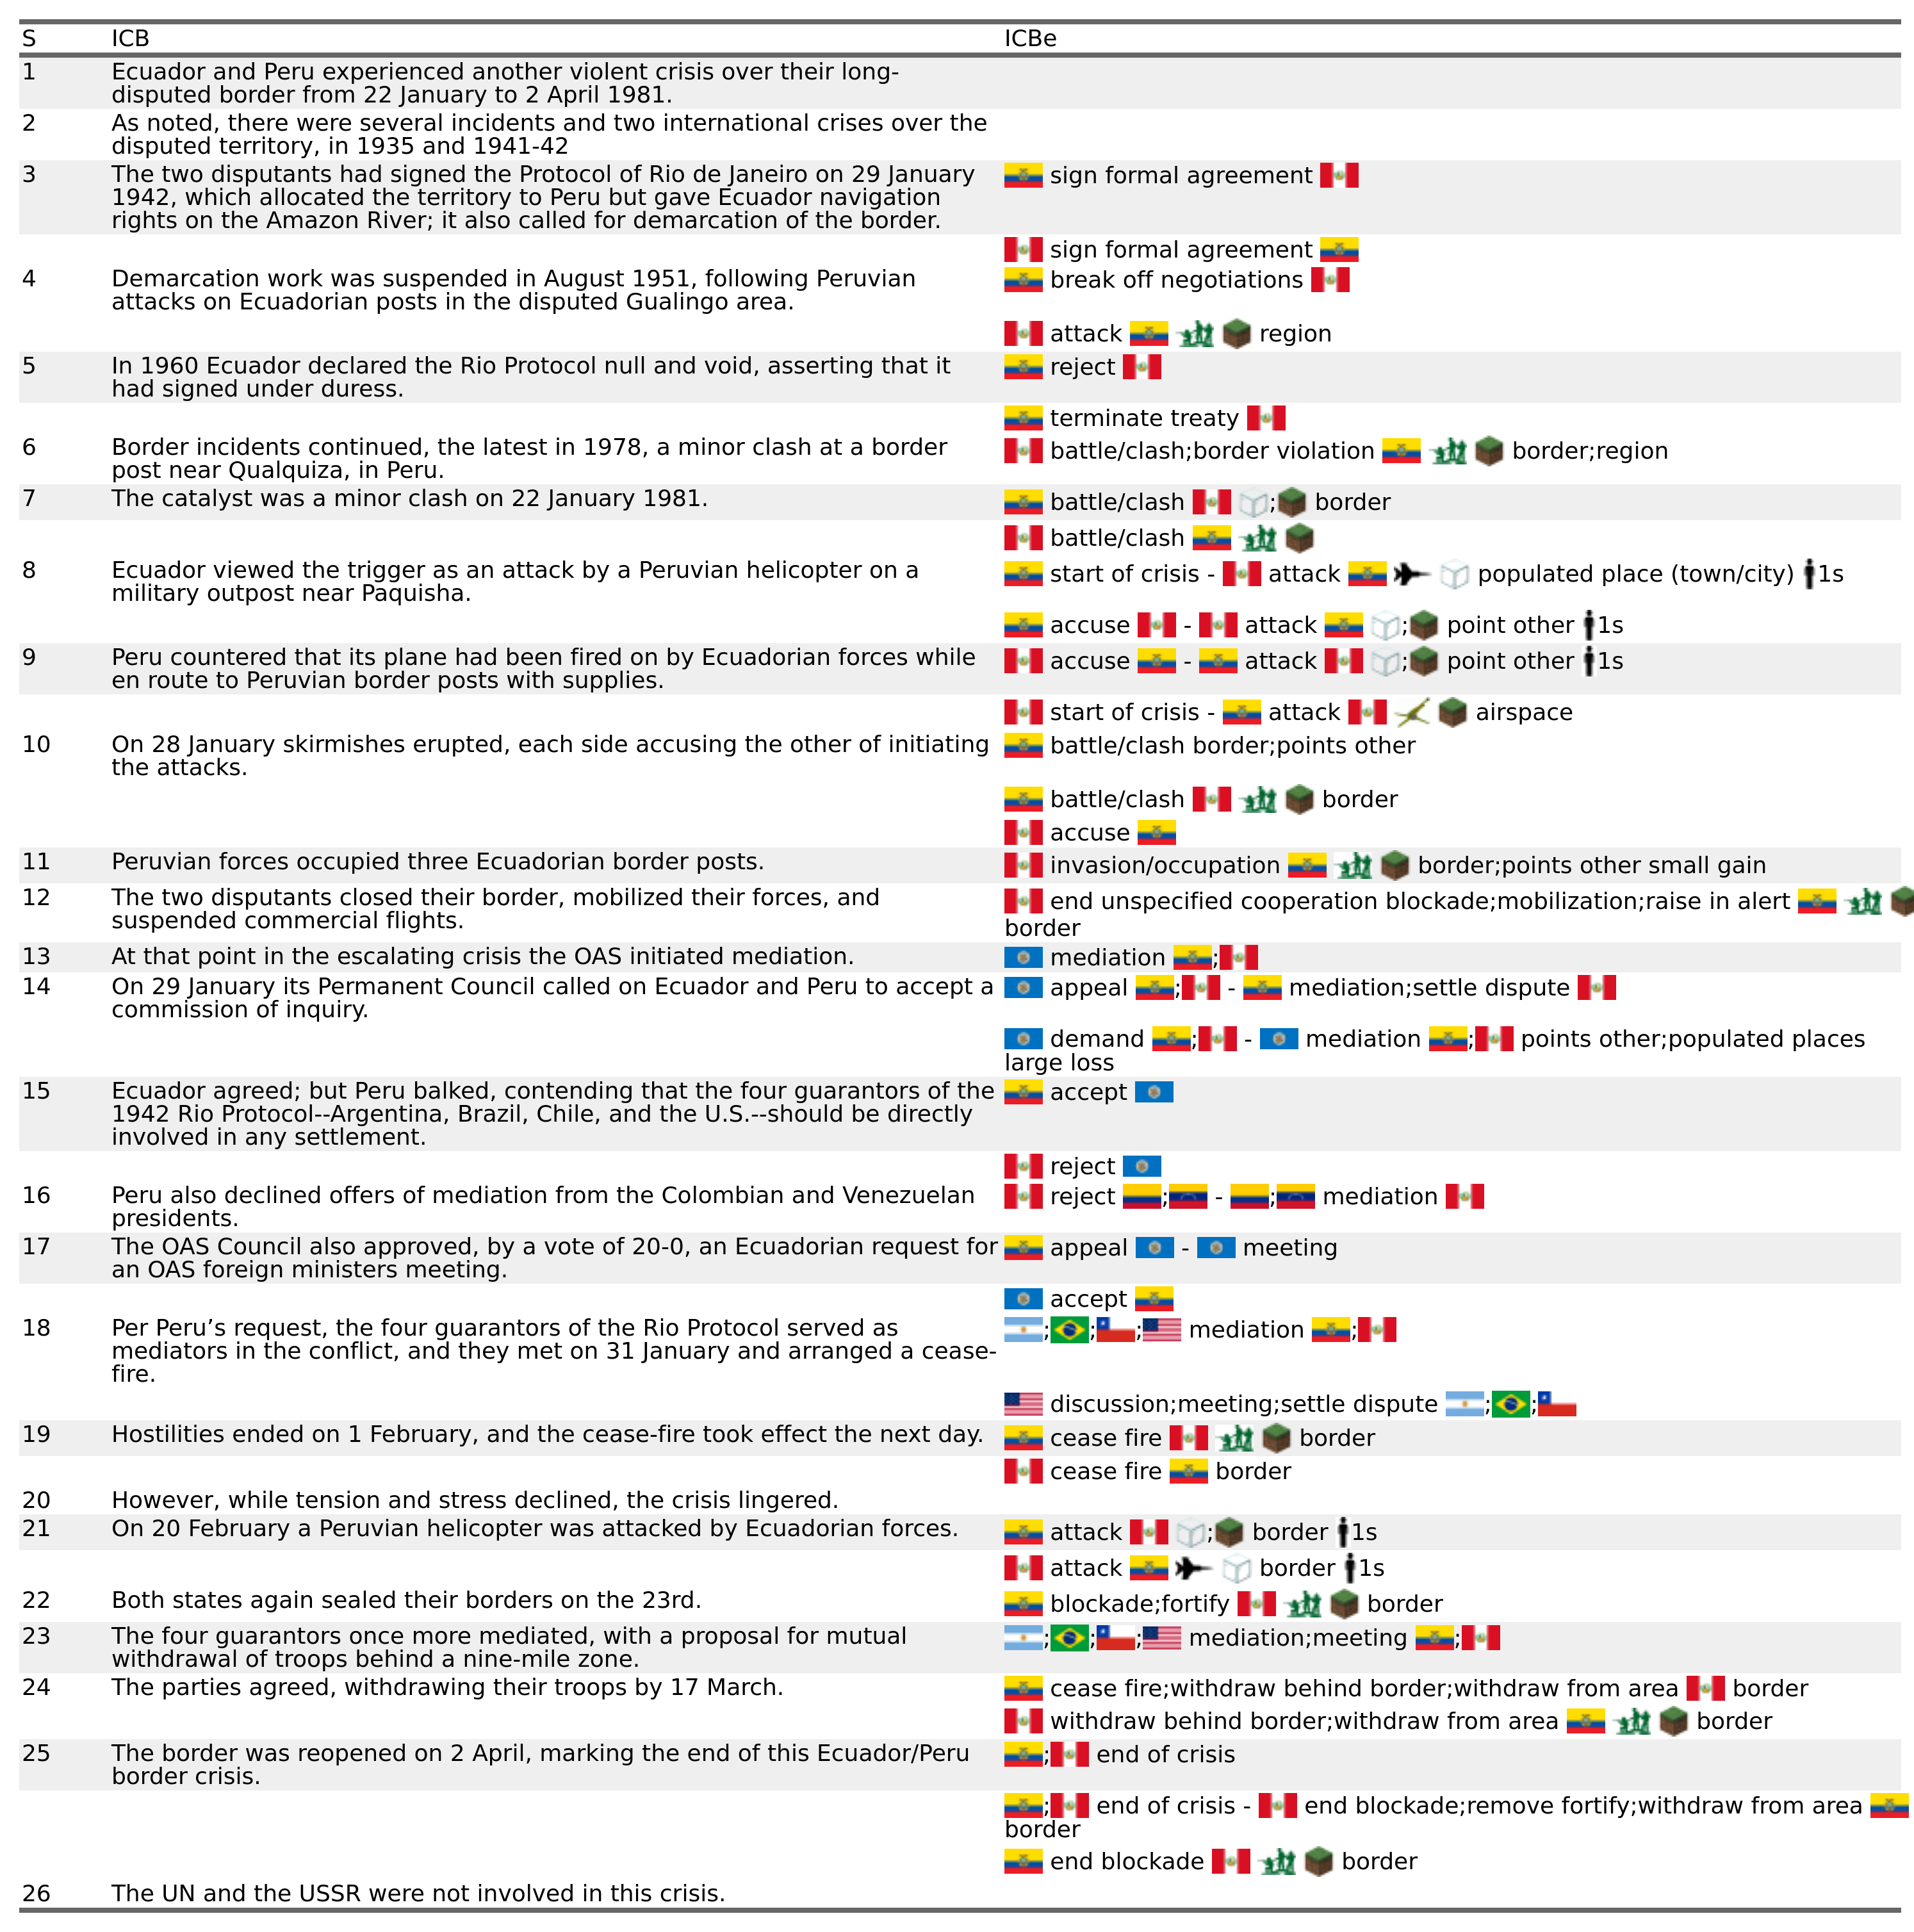 S ICB ICBe
1 Ecuador and Peru experienced another violent crisis over their long-
disputed border from 22 January to 2 April 1981.
2 As noted, there were several incidents and two international crises over the
disputed territory, in 1935 and 1941-42
3 The two disputants had signed the Protocol of Rio de Janeiro on 29 January sign formal agreement
1942, which allocated the territory to Peru but gave Ecuador navigation
rights on the Amazon River; it also called for demarcation of the border.
sign formal agreement
4 Demarcation work was suspended in August 1951, following Peruvian break off negotiations
attacks on Ecuadorian posts in the disputed Gualingo area.
attack region
5 In 1960 Ecuador declared the Rio Protocol null and void, asserting that it reject
had signed under duress.
terminate treaty
6 Border incidents continued, the latest in 1978, a minor clash at a border battle/clash;border violation border;region
post near Qualquiza, in Peru.
7 The catalyst was a minor clash on 22 January 1981. battle/clash ; border
battle/clash
8 Ecuador viewed the trigger as an attack by a Peruvian helicopter on a start of crisis - attack populated place (town/city) 1s
military outpost near Paquisha.
accuse - attack ; point other 1s
9 Peru countered that its plane had been fired on by Ecuadorian forces while accuse - attack ; point other 1s
en route to Peruvian border posts with supplies.
start of crisis - attack airspace
10 On 28 January skirmishes erupted, each side accusing the other of initiating battle/clash border;points other
the attacks.
battle/clash border
accuse
11 Peruvian forces occupied three Ecuadorian border posts. invasion/occupation border;points other small gain
12 The two disputants closed their border, mobilized their forces, and end unspecified cooperation blockade;mobilization;raise in alert
suspended commercial flights. border
13 At that point in the escalating crisis the OAS initiated mediation. mediation ;
14 On 29 January its Permanent Council called on Ecuador and Peru to accept a appeal ; - mediation;settle dispute
commission of inquiry.
demand ; - mediation ; points other;populated places
large loss
15 Ecuador agreed; but Peru balked, contending that the four guarantors of the accept
1942 Rio Protocol--Argentina, Brazil, Chile, and the U.S.--should be directly
involved in any settlement.
reject
16 Peru also declined offers of mediation from the Colombian and Venezuelan reject ; - ; mediation
presidents.
17 The OAS Council also approved, by a vote of 20-0, an Ecuadorian request for appeal - meeting
an OAS foreign ministers meeting.
accept
18 Per Peru’s request, the four guarantors of the Rio Protocol served as ; ; ; mediation ;
mediators in the conflict, and they met on 31 January and arranged a cease-
fire.
discussion;meeting;settle dispute ; ;
19 Hostilities ended on 1 February, and the cease-fire took effect the next day. cease fire border
cease fire border
20 However, while tension and stress declined, the crisis lingered.
21 On 20 February a Peruvian helicopter was attacked by Ecuadorian forces. attack ; border 1s
attack border 1s
22 Both states again sealed their borders on the 23rd. blockade;fortify border
23 The four guarantors once more mediated, with a proposal for mutual ; ; ; mediation;meeting ;
withdrawal of troops behind a nine-mile zone.
24 The parties agreed, withdrawing their troops by 17 March. cease fire;withdraw behind border;withdraw from area border
withdraw behind border;withdraw from area border
25 The border was reopened on 2 April, marking the end of this Ecuador/Peru ; end of crisis
border crisis.
; end of crisis - end blockade;remove fortify;withdraw from area
border
end blockade border
26 The UN and the USSR were not involved in this crisis.